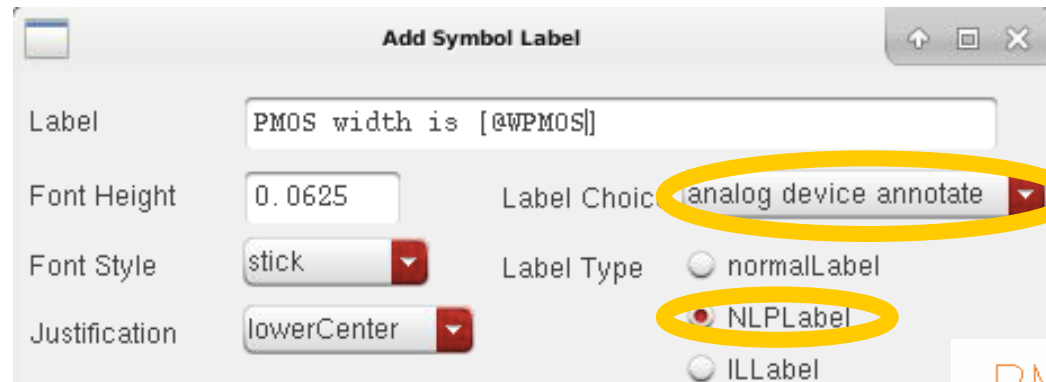 Add Symbol Label
Label PMOS width is [@WPMOS]
Font Height 0.0625 Label Choic analog device annotate
Font Style stick Label Type normalLabel
NLPLabel
Justification lowerCenter
ILLabel